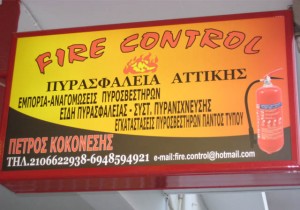 FIRE CONTROL
ΠΥΡΑΣΦΑΛΕΙΑ ΑΤΤΙΚΗΣ
ΕΜΠΟΡΙΑ-ΑΝΑΓΟΜΩΣΕΙΣ ΠΥΡΟΣΒΕΣΤΗΡΩΝ
ΕΙΔΗ ΠΥΡΑΣΦΑΛΕΙΑΣ - ΣΥΣΤ. ΠΥΡΑΝΙΧΝΕΥΣΗΣ
ΕΓΚΑΤΑΣΤΑΣΕΙΣ ΠΥΡΟΣΒΕΣΤΗΡΩΝ ΠΑΝΤΟΣ ΤΥΠΟΥ
ΠΕΤΡΟΣ ΚΟΚΟΝΕΣΗΣ
ΤΗΛ.2106622938-6948594921
e-mail:fire.control@hotmail.com